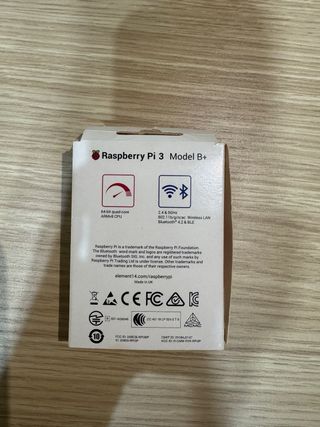 Raspberry Pi 3 Model B+
64-bit quad-core
ARMv8 CPU
2.4 & 5GHz
802.11b/g/n/ac Wireless LAN
Bluetooth® 4.2 & BLE
Raspberry Pi is a trademark of the Raspberry Pi Foundation.
The Bluetooth word mark and logos are registered trademarks
owned by Bluetooth SIG, Inc. and any use of such marks by
Raspberry Pi Trading Ltd is under license. Other trademarks and
trade names are those of their respective owners.
element14.com/raspberrypi
Made in UK
CE FC
10